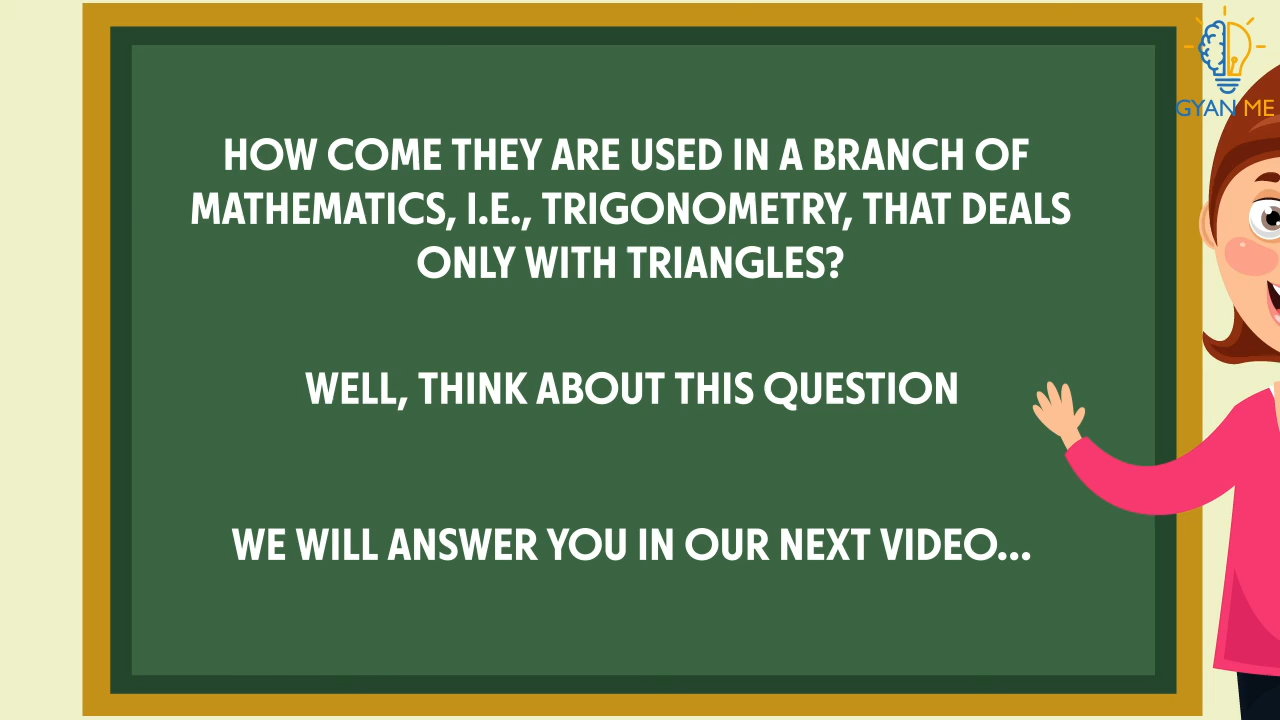 GYAN ME
HOW COME THEY ARE USED IN A BRANCH OF
MATHEMATICS, I.E., TRIGONOMETRY, THAT DEALS
ONLY WITH TRIANGLES?
WELL, THINK ABOUT THIS QUESTION
WE WILL ANSWER YOU IN OUR NEXT VIDEO...